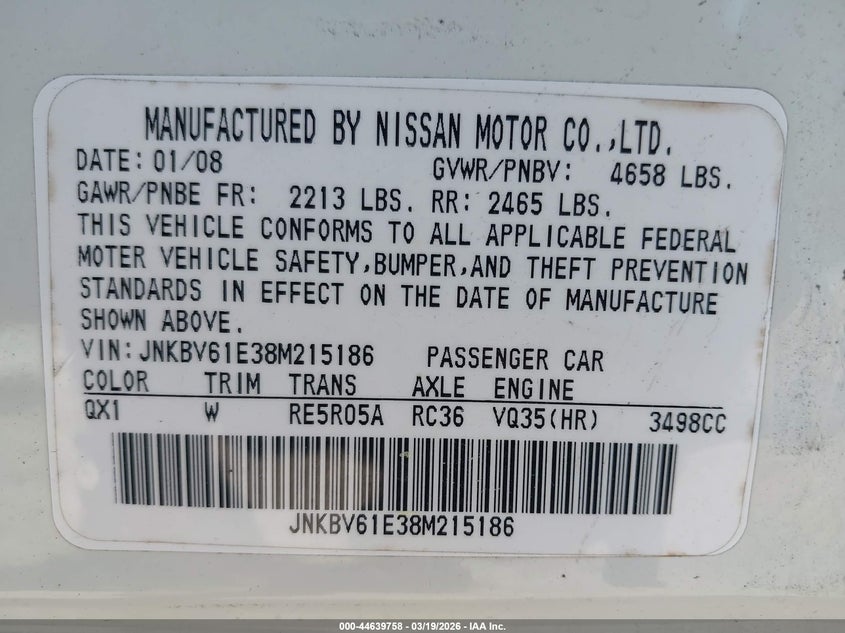 MANUFACTURED BY NISSAN MOTOR CO.,LTD.
DATE: 01/08 GVWR/PNBV: 4658 LBS.
GAWR/PNBE FR: 2213 LBS. RR: 2465 LBS.
THIS VEHICLE CONFORMS TO ALL APPLICABLE FEDERAL
MOTER VEHICLE SAFETY,BUMPER,AND THEFT PREVENTION
STANDARDS IN EFFECT ON THE DATE OF MANUFACTURE
SHOWN ABOVE.
VIN: JNKBV61E38M215186 PASSENGER CAR
COLOR TRIM TRANS AXLE ENGINE
QX1 W RE5R05A RC36 VQ35(HR) 3498CC
JNKBV61E38M215186
000-44639758 - 03/19/2026 - IAA Inc.